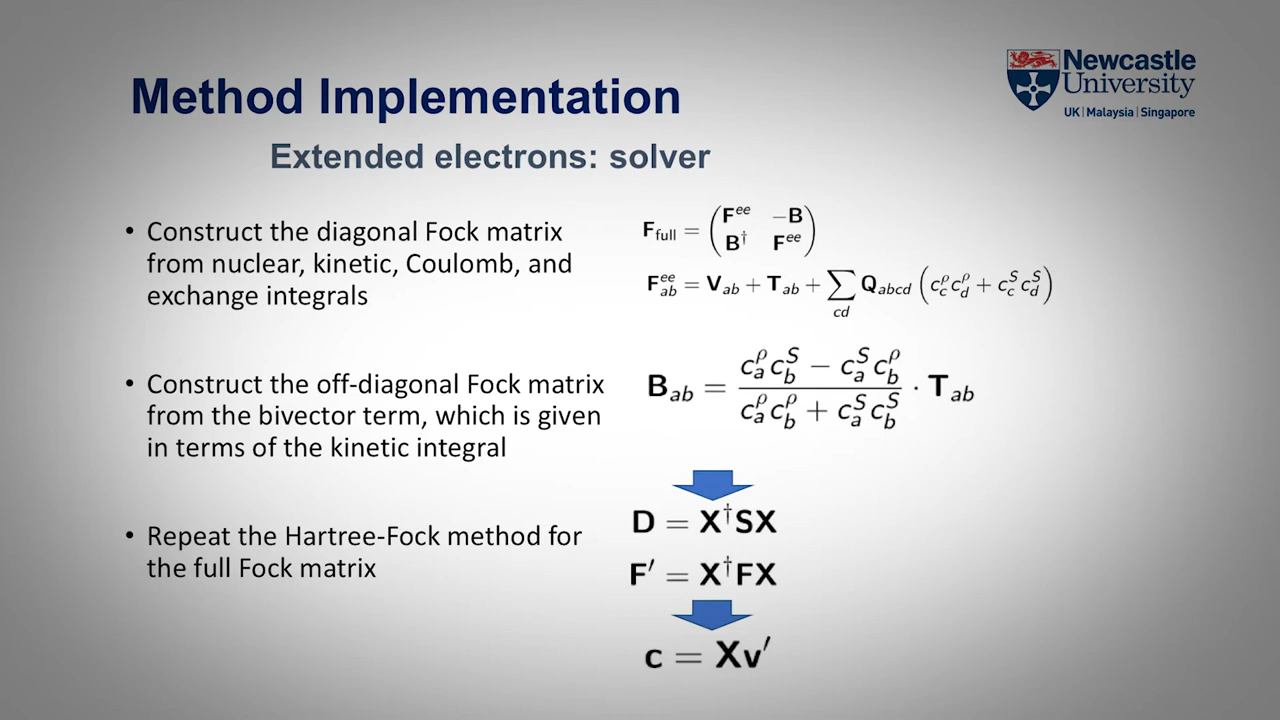 Newcastle
University
UK | Malaysia | Singapore
Method Implementation
Extended electrons: solver
• Construct the diagonal Fock matrix
from nuclear, kinetic, Coulomb, and
exchange integrals
F_full = ( F^ee −B
B^† F^ee )
F^ee_ab = V_ab + T_ab + ∑_cd Q_abcd (c^ρ_c c^ρ_d + c^S_c c^S_d)
• Construct the off-diagonal Fock matrix
from the bivector term, which is given
in terms of the kinetic integral
B_ab = (c^ρ_a c^S_b − c^S_a c^ρ_b) / (c^ρ_a c^ρ_b + c^S_a c^S_b) · T_ab
• Repeat the Hartree-Fock method for
the full Fock matrix
D = X^†SX
F′ = X^†FX
c = Xv′